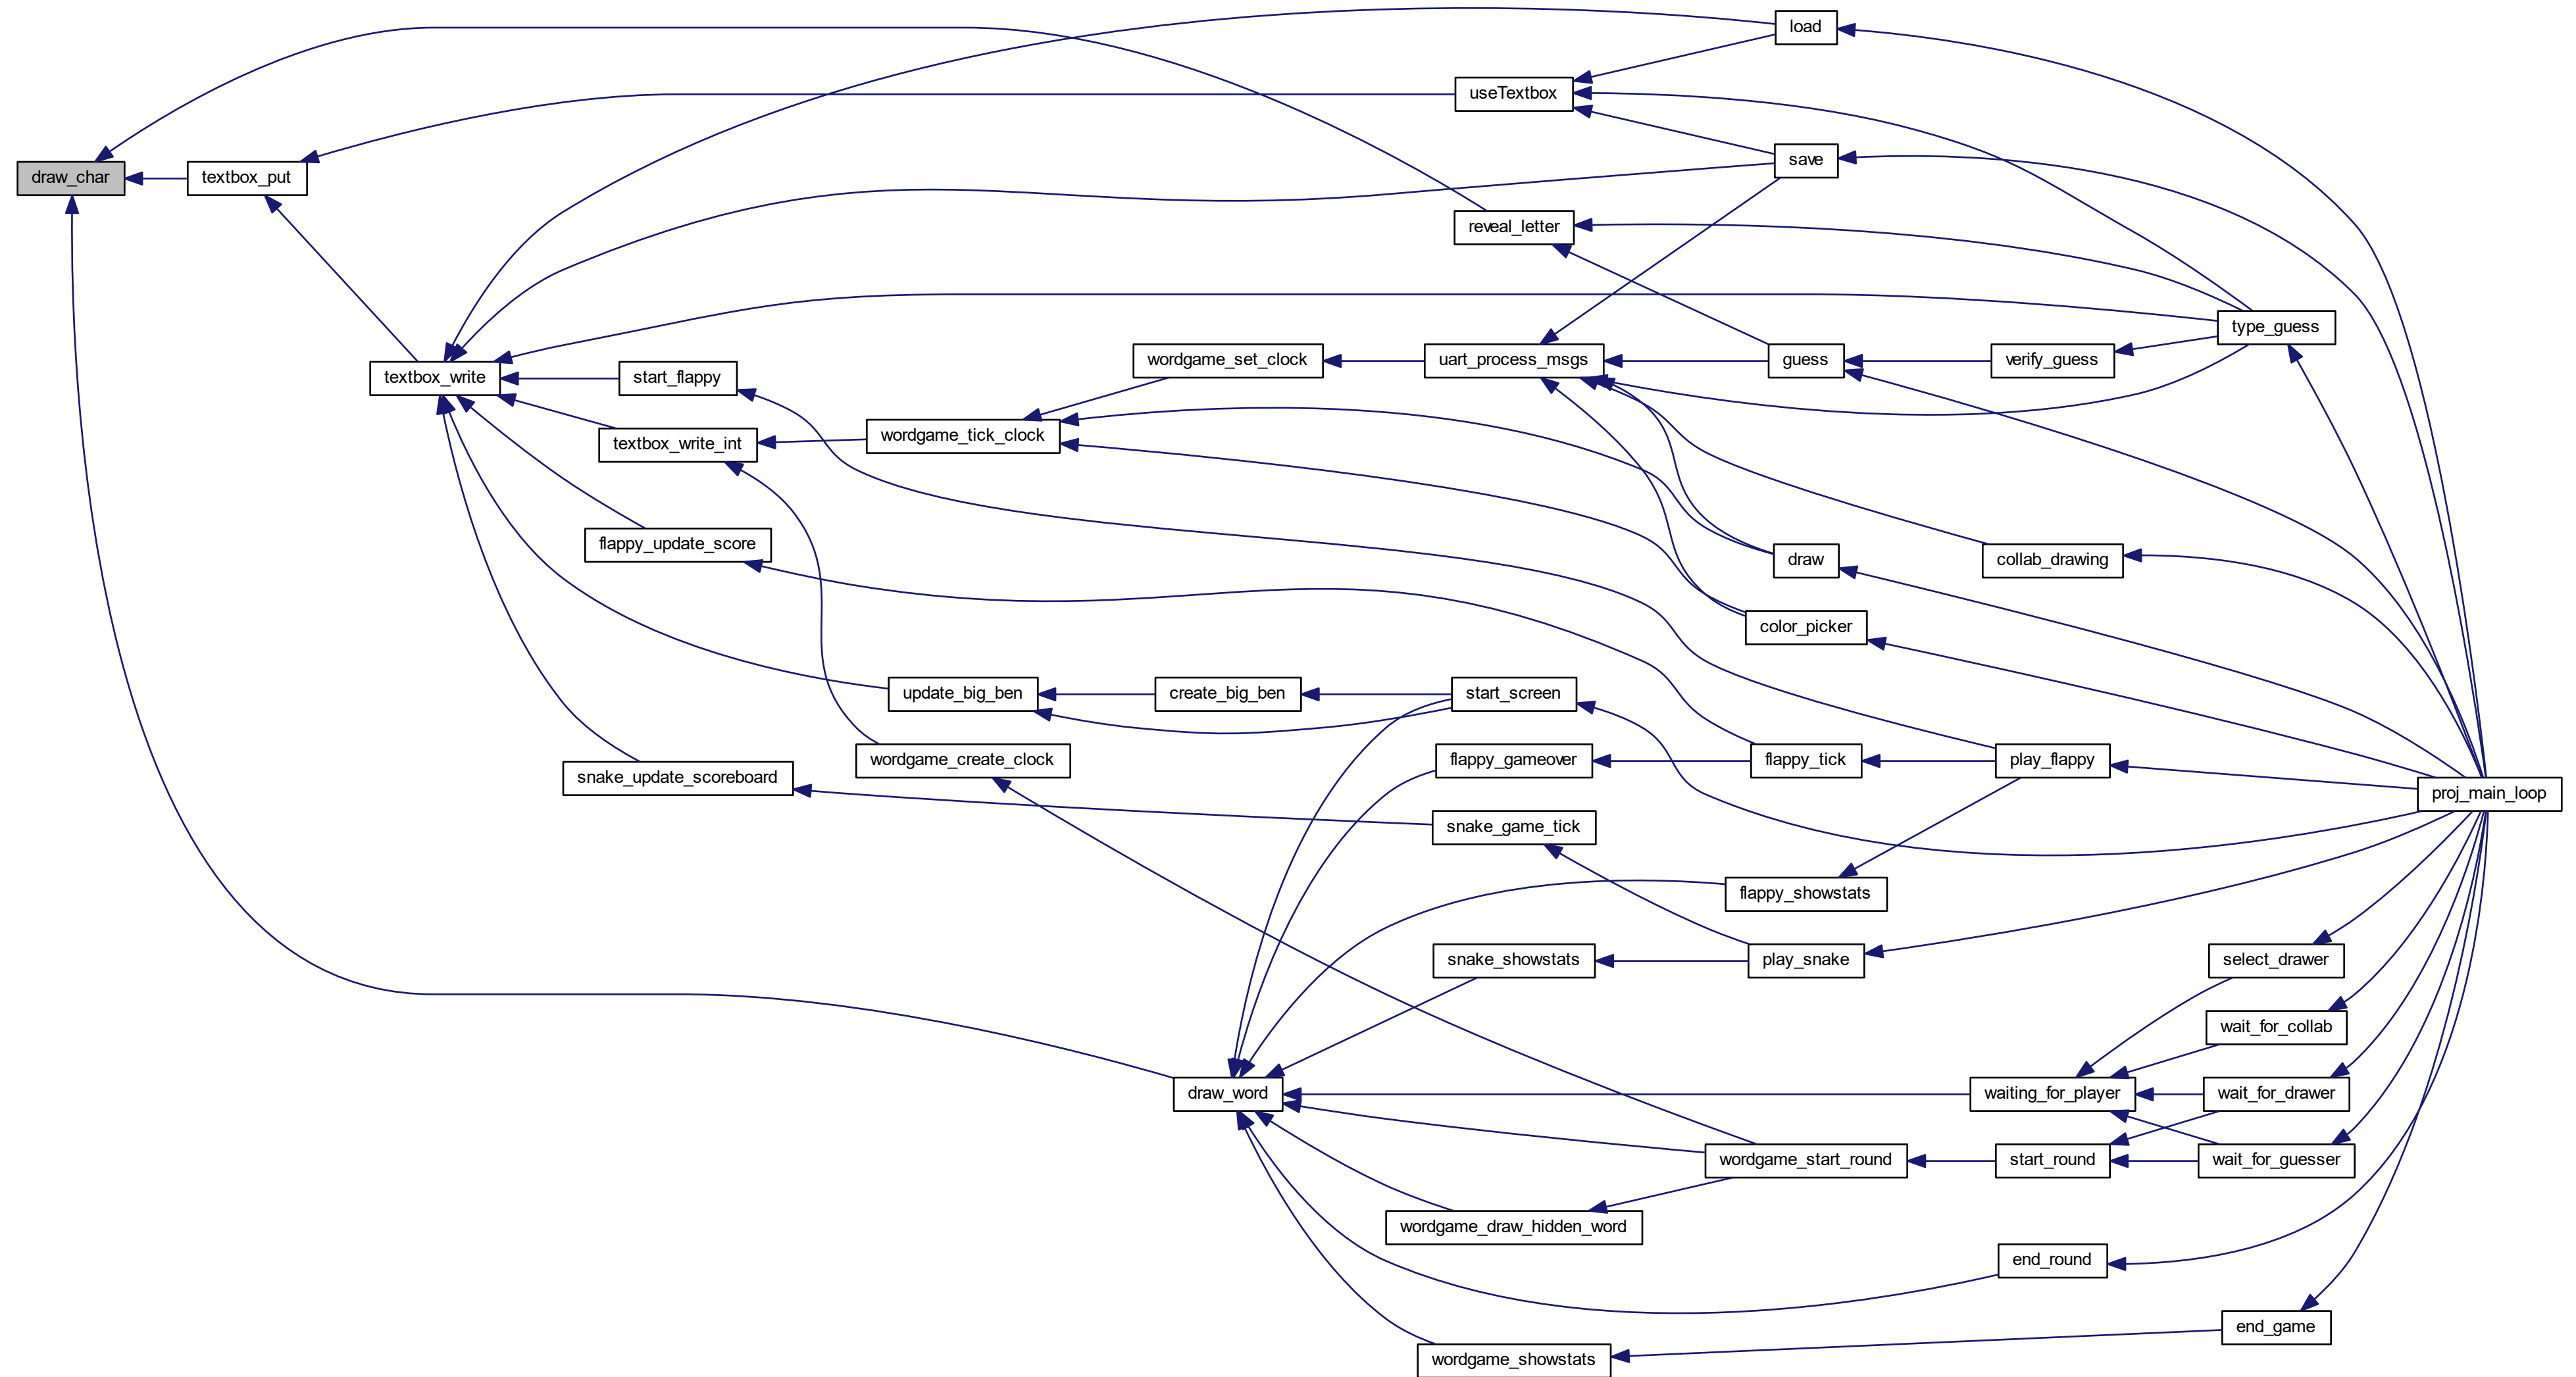 draw_char
textbox_put
textbox_write
start_flappy
textbox_write_int
flappy_update_score
snake_update_scoreboard
wordgame_tick_clock
update_big_ben
wordgame_create_clock
wordgame_set_clock
create_big_ben
draw_word
useTextbox
reveal_letter
uart_process_msgs
start_screen
flappy_gameover
snake_game_tick
snake_showstats
wordgame_draw_hidden_word
wordgame_showstats
load
save
guess
draw
color_picker
flappy_tick
flappy_showstats
play_snake
wordgame_start_round
verify_guess
collab_drawing
play_flappy
waiting_for_player
start_round
end_round
type_guess
select_drawer
wait_for_collab
wait_for_drawer
wait_for_guesser
end_game
proj_main_loop